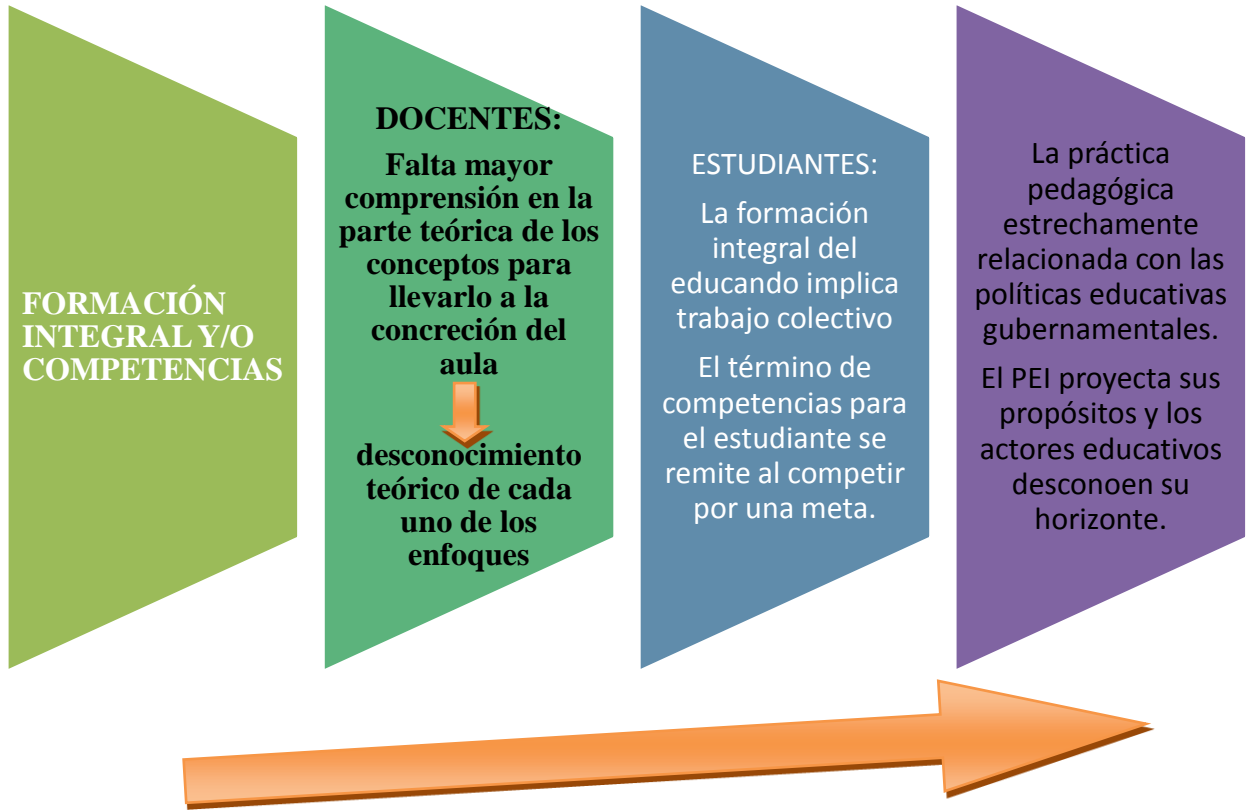 FORMACIÓN
INTEGRAL Y/O
COMPETENCIAS
DOCENTES:
Falta mayor
comprensión en la
parte teórica de los
conceptos para
llevarlo a la
concreción del
aula
desconocimiento
teórico de cada
uno de los
enfoques
ESTUDIANTES:
La formación
integral del
educando implica
trabajo colectivo
El término de
competencias para
el estudiante se
remite al competir
por una meta.
La práctica
pedagógica
estrechamente
relacionada con las
políticas educativas
gubernamentales.
El PEI proyecta sus
propósitos y los
actores educativos
desconoen su
horizonte.